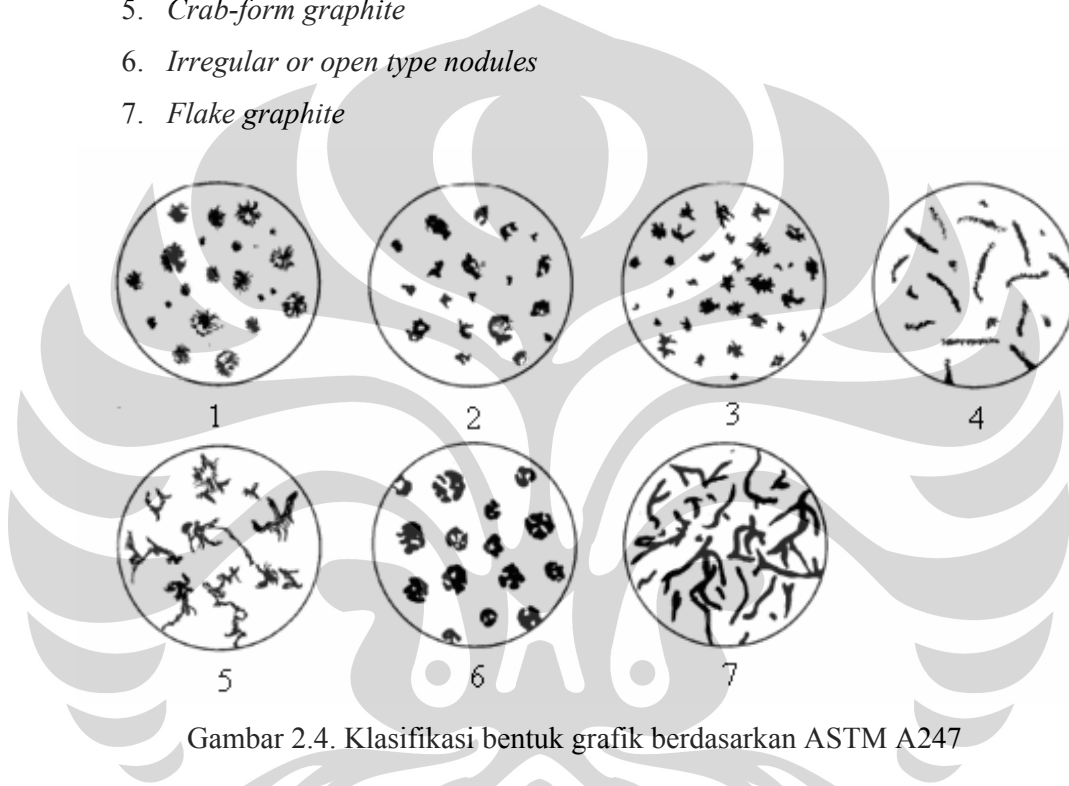 5. Crab-form graphite
6. Irregular or open type nodules
7. Flake graphite
1 2 3 4
5 6 7
Gambar 2.4. Klasifikasi bentuk grafik berdasarkan ASTM A247